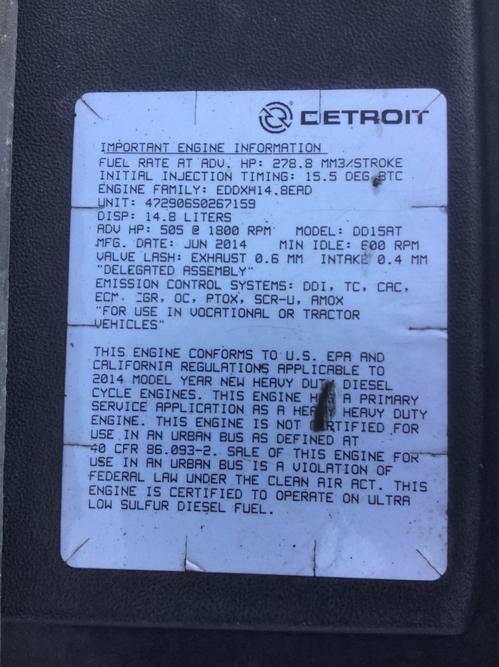 DETROIT
IMPORTANT ENGINE INFORMATION
FUEL RATE AT ADV. HP: 278.8 MM3/STROKE
INITIAL INJECTION TIMING: 15.5 DEG BTC
ENGINE FAMILY: EDDXH14.8EAD
UNIT: 472906S0267159
DISP: 14.8 LITERS
ADV HP: 505 @ 1800 RPM MODEL: DD15AT
MFG. DATE: JUN 2014 MIN IDLE: 600 RPM
VALVE LASH: EXHAUST 0.6 MM INTAKE 0.4 MM
"DELEGATED ASSEMBLY"
EMISSION CONTROL SYSTEMS: DDI, TC, CAC,
ECM, EGR, OC, PTOX, SCR-U, AMOX
"FOR USE IN VOCATIONAL OR TRACTOR
VEHICLES"
THIS ENGINE CONFORMS TO U.S. EPA AND
CALIFORNIA REGULATIONS APPLICABLE TO
2014 MODEL YEAR NEW HEAVY DUTY DIESEL
CYCLE ENGINES. THIS ENGINE HAS A PRIMARY
SERVICE APPLICATION AS A HEAVY HEAVY DUTY
ENGINE. THIS ENGINE IS NOT CERTIFIED FOR
USE IN AN URBAN BUS AS DEFINED AT
40 CFR 86.093-2. SALE OF THIS ENGINE FOR
USE IN AN URBAN BUS IS A VIOLATION OF
FEDERAL LAW UNDER THE CLEAN AIR ACT. THIS
ENGINE IS CERTIFIED TO OPERATE ON ULTRA
LOW SULFUR DIESEL FUEL.